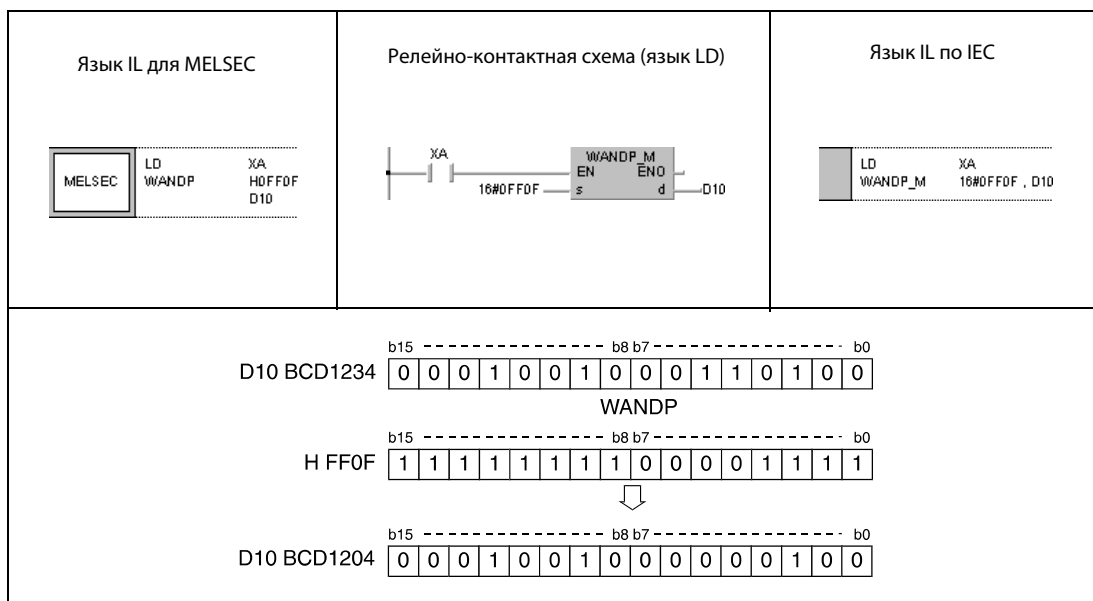 Язык IL для MELSEC
MELSEC
LD XA
WANDP H0FF0F
D10
Релейно-контактная схема (язык LD)
XA
WANDP_M
EN ENO
16#0FF0F s d D10
Язык IL по IEC
LD XA
WANDP_M 16#0FF0F , D10
b15 b8 b7 b0
D10 BCD1234 0 0 0 1 0 0 1 0 0 0 1 1 0 1 0 0
WANDP
b15 b8 b7 b0
H FF0F 1 1 1 1 1 1 1 1 0 0 0 0 1 1 1 1
b15 b8 b7 b0
D10 BCD1204 0 0 0 1 0 0 1 0 0 0 0 0 0 1 0 0